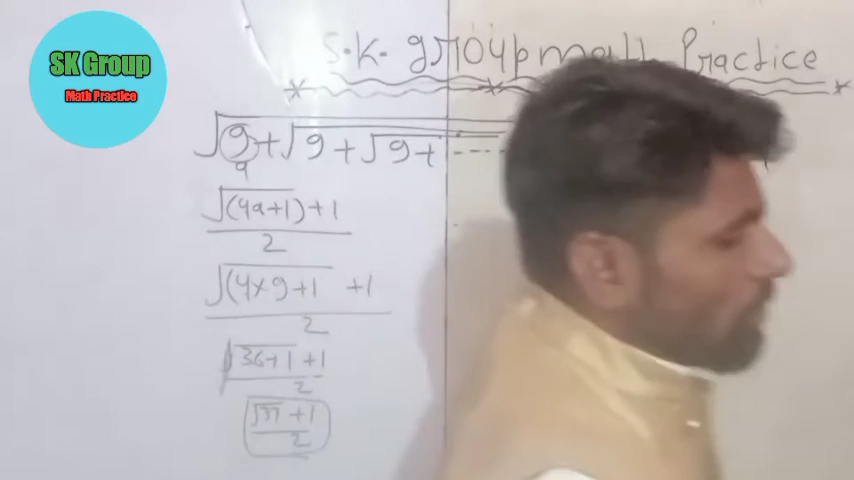 SK Group
Math Practice
S.K. group math Practice
√9+√9+√9+ ----
a
√(4a+1)+1
2
√(4×9+1 +1
2
√36+1+1
2
√37+1
2